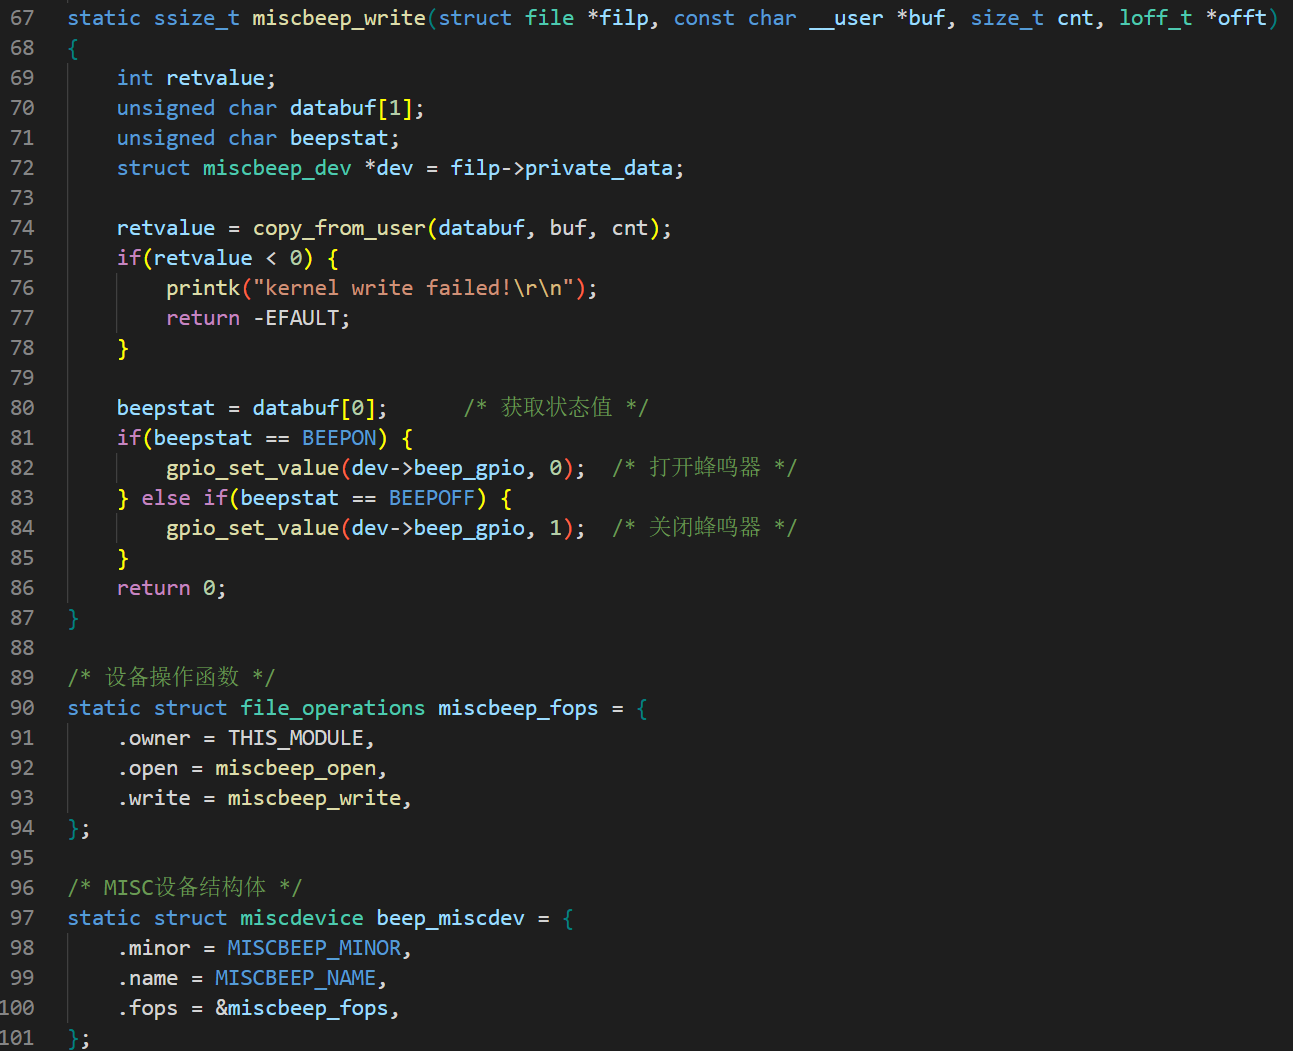 67 static ssize_t miscbeep_write(struct file *filp, const char __user *buf, size_t cnt, loff_t *offt)
68 {
69     int retvalue;
70     unsigned char databuf[1];
71     unsigned char beepstat;
72     struct miscbeep_dev *dev = filp->private_data;
73
74     retvalue = copy_from_user(databuf, buf, cnt);
75     if(retvalue < 0) {
76         printk("kernel write failed!\r\n");
77         return -EFAULT;
78     }
79
80     beepstat = databuf[0];      /* 获取状态值 */
81     if(beepstat == BEEPON) {
82         gpio_set_value(dev->beep_gpio, 0);  /* 打开蜂鸣器 */
83     } else if(beepstat == BEEPOFF) {
84         gpio_set_value(dev->beep_gpio, 1);  /* 关闭蜂鸣器 */
85     }
86     return 0;
87 }
88
89 /* 设备操作函数 */
90 static struct file_operations miscbeep_fops = {
91     .owner = THIS_MODULE,
92     .open = miscbeep_open,
93     .write = miscbeep_write,
94 };
95
96 /* MISC设备结构体 */
97 static struct miscdevice beep_miscdev = {
98     .minor = MISCBEEP_MINOR,
99     .name = MISCBEEP_NAME,
100     .fops = &miscbeep_fops,
101 };